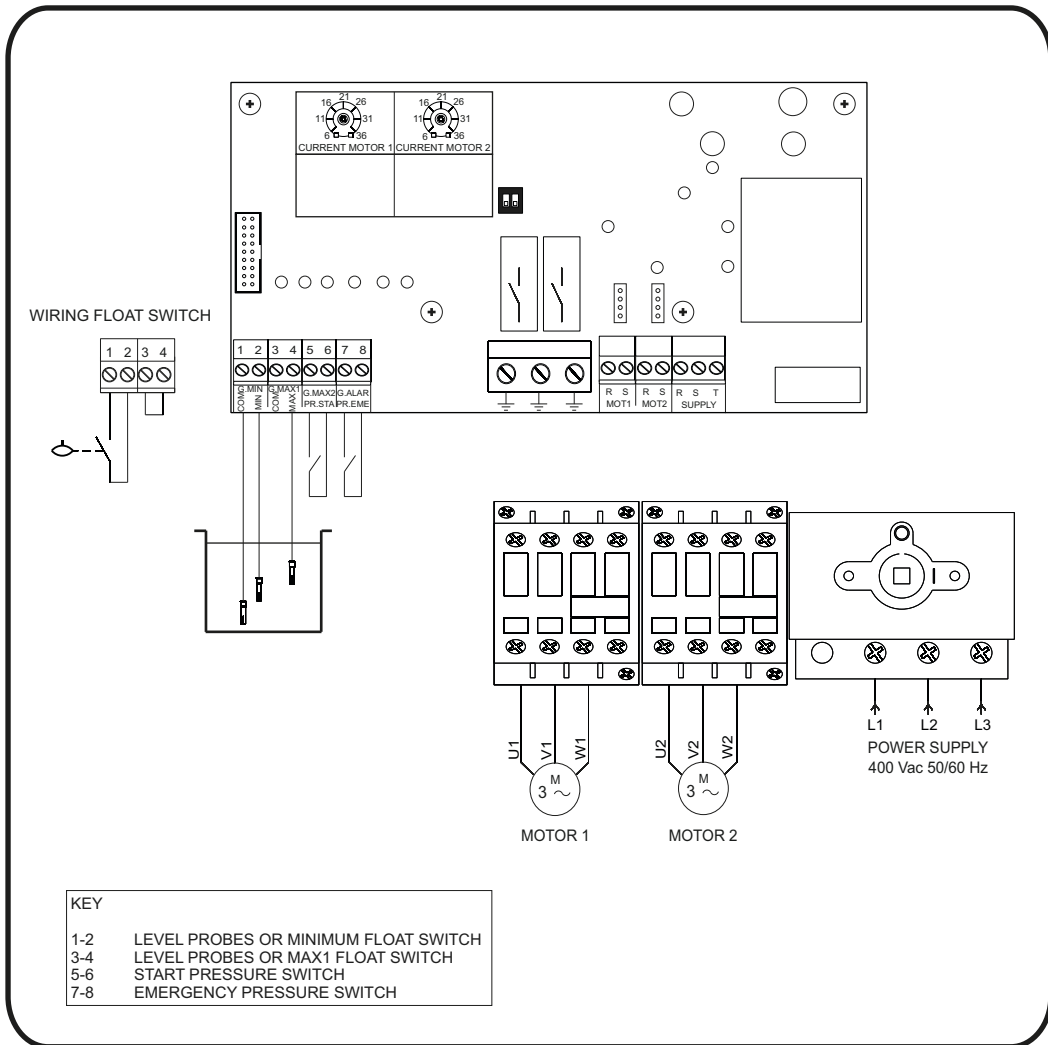 21 21
16 26 16 26
11 31 11 31
6 36 6 36
CURRENT MOTOR 1 CURRENT MOTOR 2
WIRING FLOAT SWITCH
1 2 3 4
1 2 3 4 5 6 7 8
COM
G.MIN
MIN
COM
G.MAX1
MAX1
G.MAX2 G.ALAR
PR.STA PR.EME
R S R S R S T
MOT1 MOT2 SUPPLY
U1 V1 W1
U2 V2 W2
L1 L2 L3
POWER SUPPLY
400 Vac 50/60 Hz
M
3 ~
MOTOR 1
M
3 ~
MOTOR 2
KEY
1-2 LEVEL PROBES OR MINIMUM FLOAT SWITCH
3-4 LEVEL PROBES OR MAX1 FLOAT SWITCH
5-6 START PRESSURE SWITCH
7-8 EMERGENCY PRESSURE SWITCH